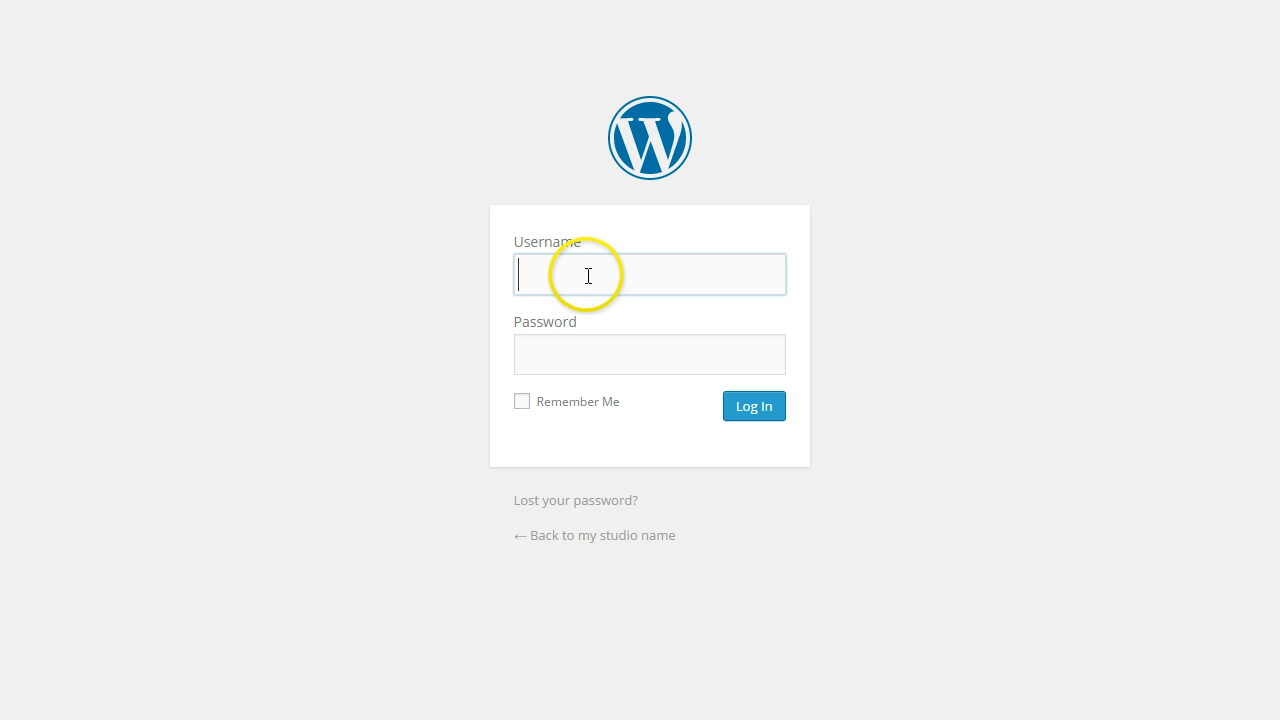 Username
Password
Remember Me
Log In
Lost your password?
← Back to my studio name